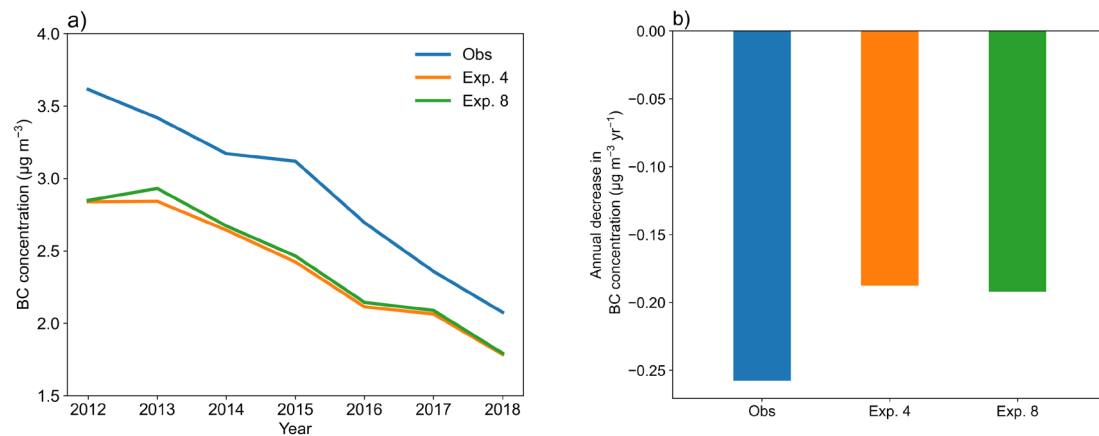 a)
4.0
3.5
3.0
2.5
2.0
1.5
BC concentration (µg m⁻³)
Obs
Exp. 4
Exp. 8
2012 2013 2014 2015 2016 2017 2018
Year
b)
0.00
−0.05
−0.10
−0.15
−0.20
−0.25
Annual decrease in
BC concentration (µg m⁻³ yr⁻¹)
Obs Exp. 4 Exp. 8